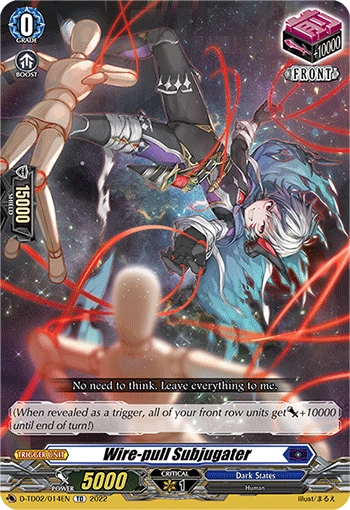 0
GRADE
BOOST
+10000
FRONT
15000
SHIELD
No need to think. Leave everything to me.
(When revealed as a trigger, all of your front row units get +10000
until end of turn!)
TRIGGER UNIT
Wire-pull Subjugater
POWER 5000
CRITICAL
1
Dark States
Human
D-TD02/014EN TD 2022
illust/まるえ